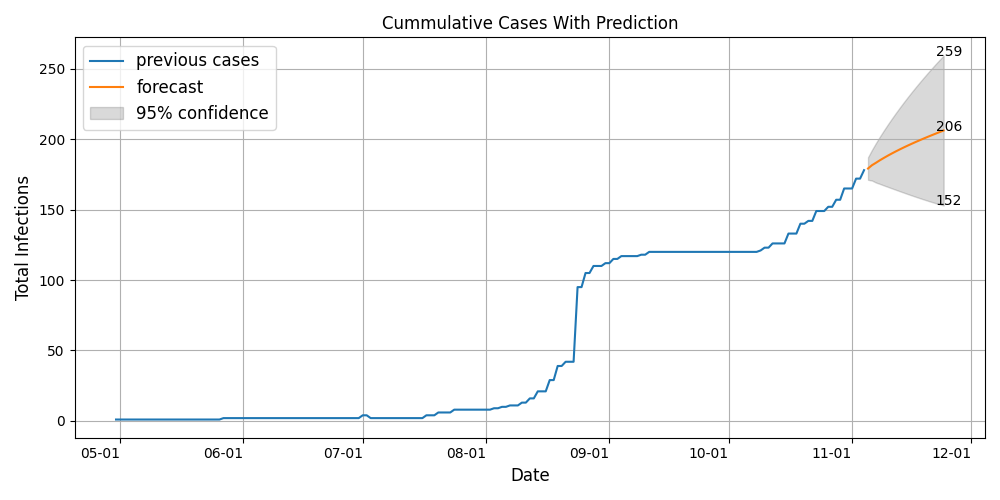 Cummulative Cases With Prediction
previous cases
forecast
95% confidence
259
206
152
250
200
150
100
50
0
Total Infections
05-01 06-01 07-01 08-01 09-01 10-01 11-01 12-01
Date